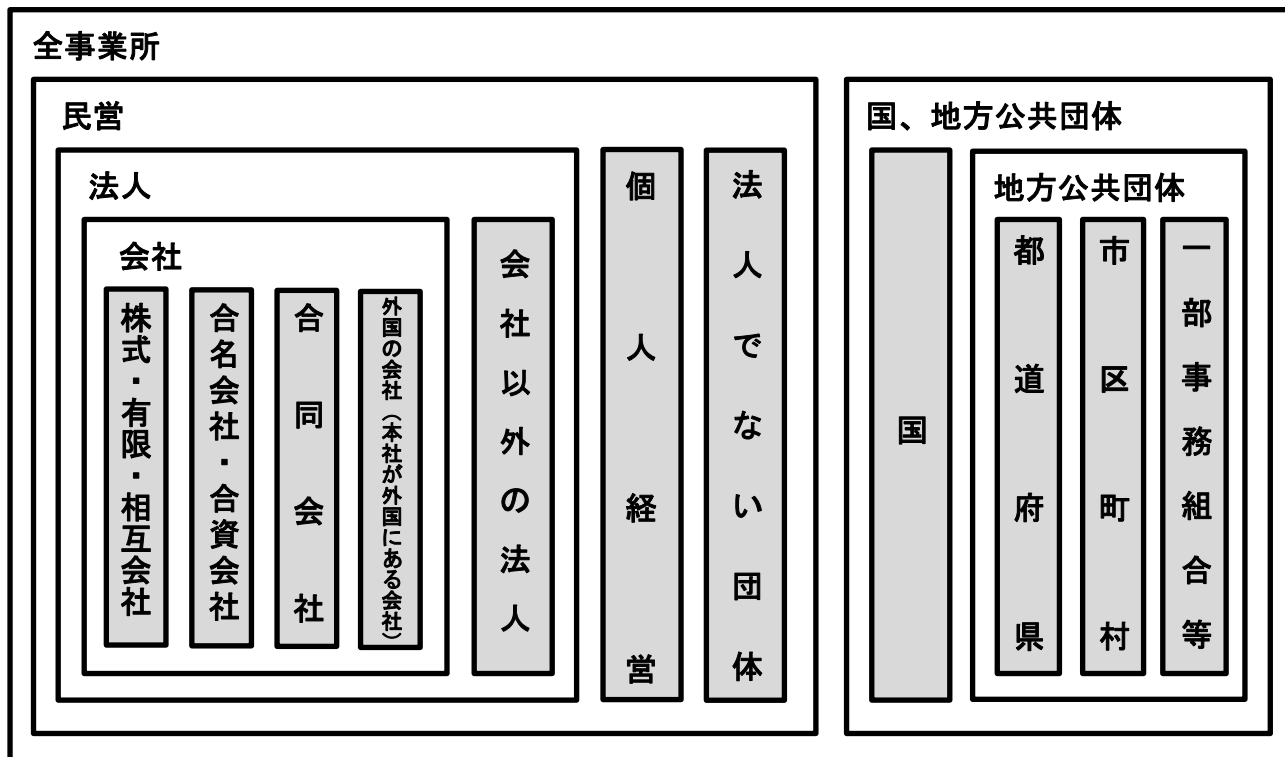 全事業所
民営
法人
会社
株式・有限・相互会社
合名会社・合資会社
合同会社
外国の会社（本社が外国にある会社）
会社以外の法人
個人経営
法人でない団体
国、地方公共団体
国
地方公共団体
都道府県
市区町村
一部事務組合等